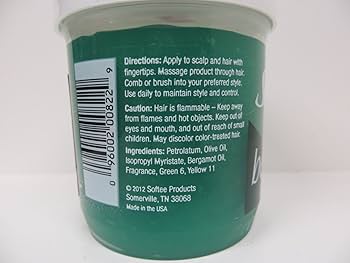 Directions: Apply to scalp and hair with
fingertips. Massage product through hair.
Comb or brush into your preferred style.
Use daily to maintain style and control.
Caution: Hair is flammable – Keep away
from flames and hot objects. Keep out of
eyes and mouth, and out of reach of small
children. May discolor color-treated hair.
Ingredients: Petrolatum, Olive Oil,
Isopropyl Myristate, Bergamot Oil,
Fragrance, Green 6, Yellow 11
© 2012 Softee Products
Somerville, TN 38068
Made in the USA
0 96002 00822 9